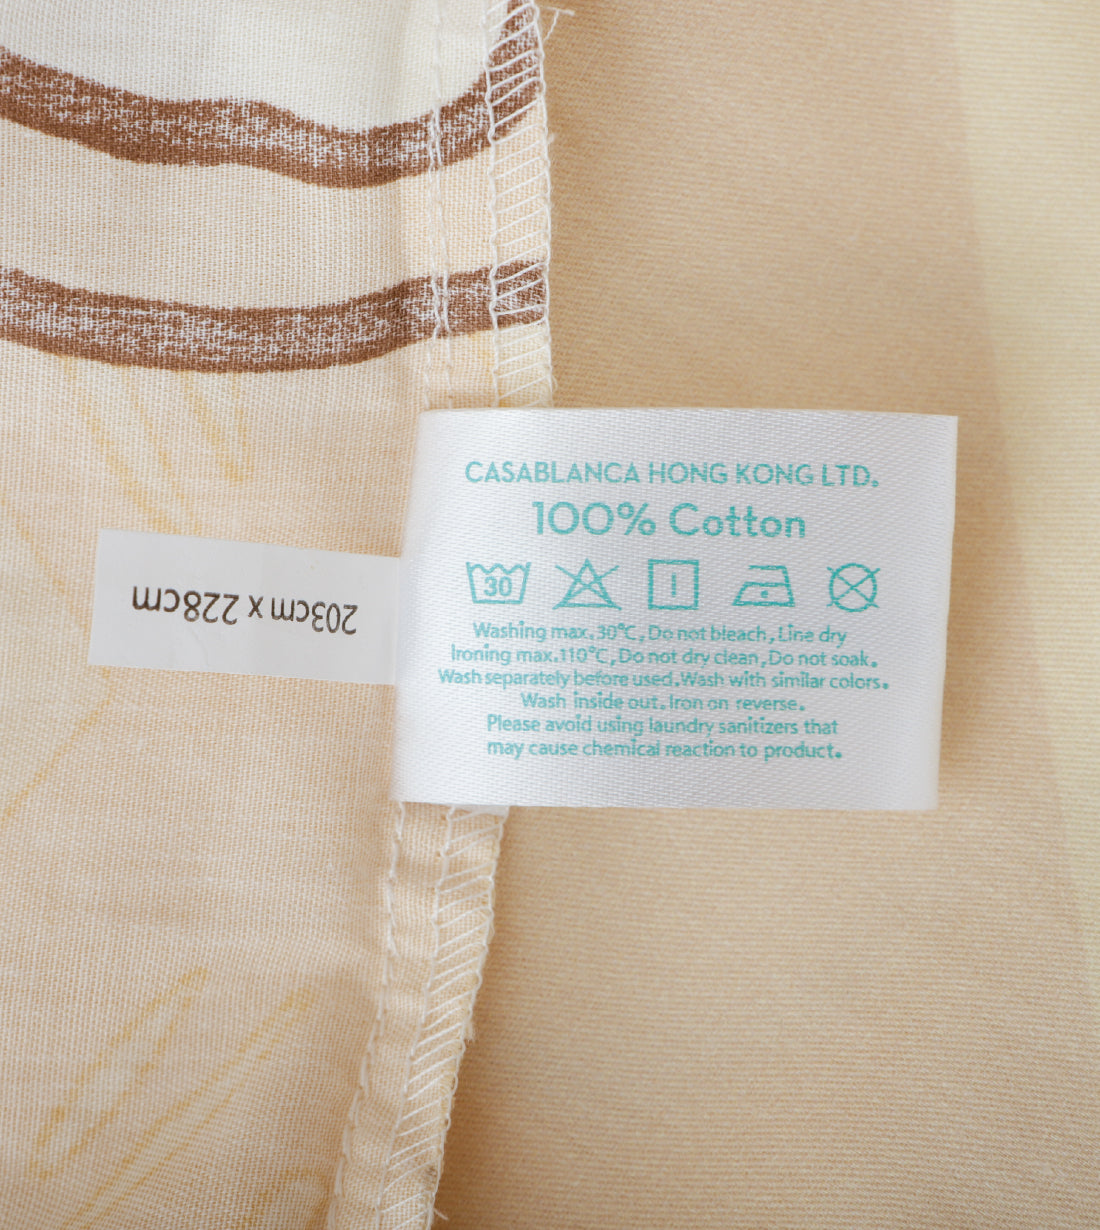 CASABLANCA HONG KONG LTD.
100% Cotton
30
Washing max.30°C,Do not bleach,Line dry
Ironing max.110°C,Do not dry clean,Do not soak.
Wash separately before used.Wash with similar colors.
Wash inside out.Iron on reverse.
Please avoid using laundry sanitizers that
may cause chemical reaction to product.
203cm x 228cm